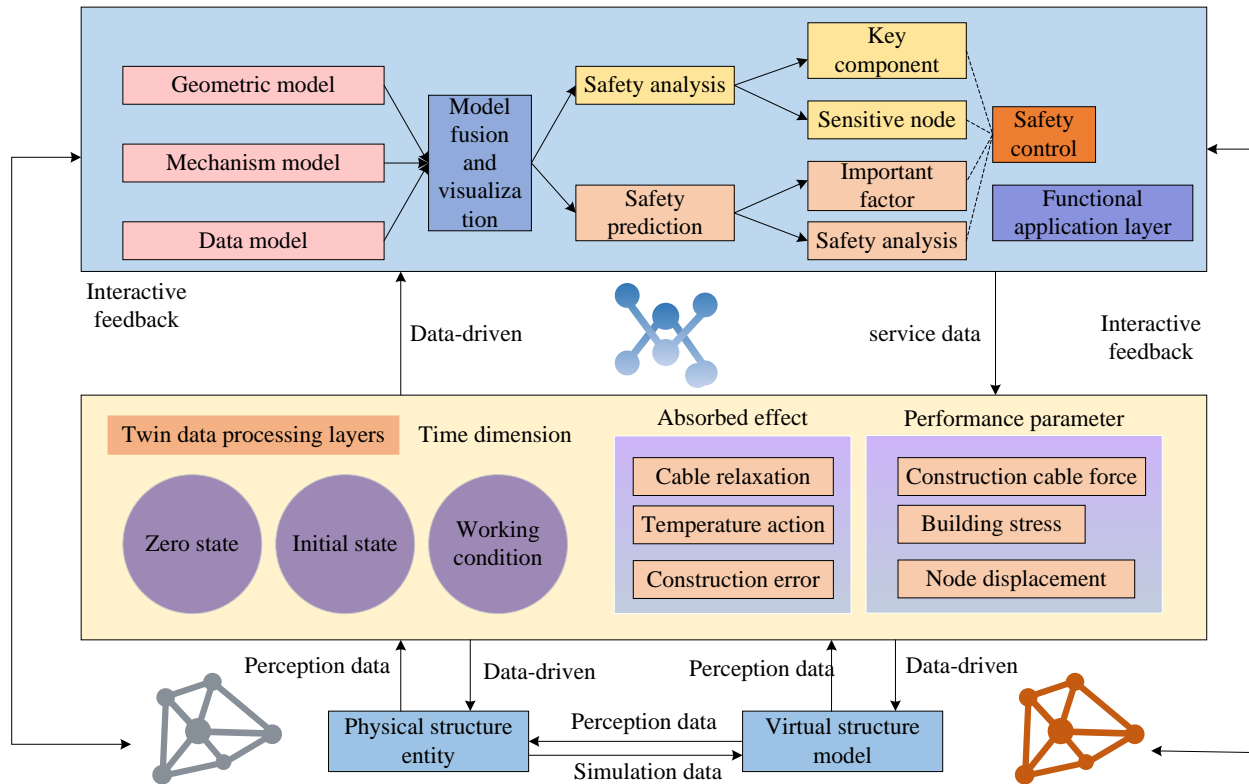 Geometric model
Mechanism model
Data model
Model
fusion
and
visualiza
tion
Safety analysis
Safety
prediction
Key
component
Sensitive node
Important
factor
Safety analysis
Safety
control
Functional
application layer
Interactive
feedback
Data-driven
service data
Interactive
feedback
Twin data processing layers
Time dimension
Zero state
Initial state
Working
condition
Absorbed effect
Cable relaxation
Temperature action
Construction error
Performance parameter
Construction cable force
Building stress
Node displacement
Perception data
Data-driven
Perception data
Data-driven
Physical structure
entity
Perception data
Simulation data
Virtual structure
model